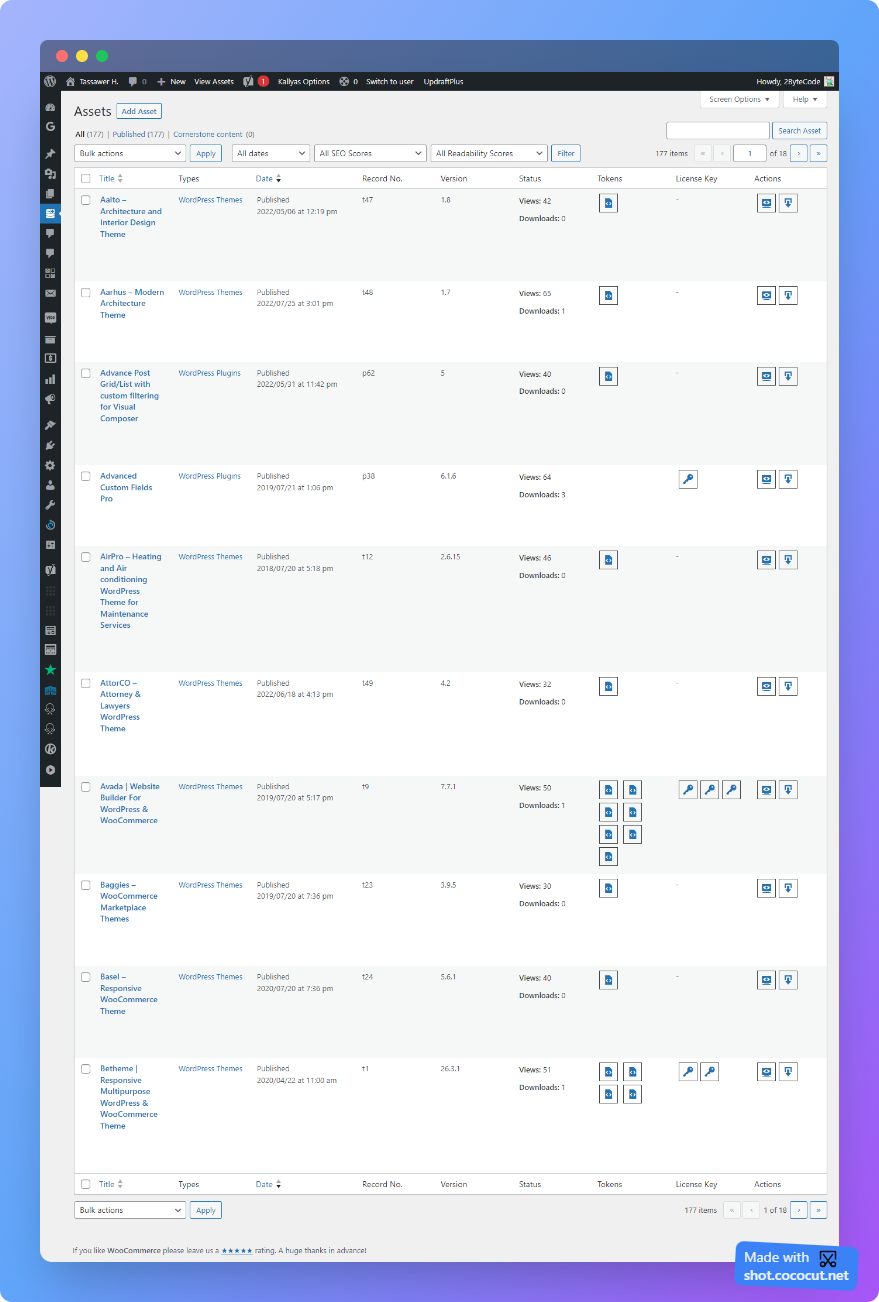 Tassawer H. 0 New View Assets 1 Kallyas Options 0 Switch to user UpdraftPlus Howdy, 2ByteCode
Screen Options Help
Assets Add Asset
All (177) | Published (177) | Cornerstone content (0)
Search Asset
Bulk actions Apply All dates All SEO Scores All Readability Scores Filter 177 items « ‹ 1 of 18 › »
Title Types Date Record No. Version Status Tokens License Key Actions
Aalto – WordPress Themes Published t47 1.8 Views: 42 -
Architecture and 2022/05/06 at 12:19 pm
Interior Design Downloads: 0
Theme
Aarhus – Modern WordPress Themes Published t48 1.7 Views: 65 -
Architecture 2022/07/25 at 3:01 pm
Theme Downloads: 1
Advance Post WordPress Plugins Published p62 5 Views: 40 -
Grid/List with 2022/05/31 at 11:42 pm
custom filtering Downloads: 0
for Visual
Composer
Advanced WordPress Plugins Published p38 6.1.6 Views: 64
Custom Fields 2019/07/21 at 1:06 pm
Pro Downloads: 3
AirPro – Heating WordPress Themes Published t12 2.6.15 Views: 46 -
and Air 2018/07/20 at 5:18 pm
conditioning Downloads: 0
WordPress
Theme for
Maintenance
Services
AttorCO – WordPress Themes Published t49 4.2 Views: 32 -
Attorney & 2022/06/18 at 4:13 pm
Lawyers Downloads: 0
WordPress
Theme
Avada | Website WordPress Themes Published t9 7.7.1 Views: 50
Builder For 2019/07/20 at 5:17 pm
WordPress & Downloads: 1
WooCommerce
Baggies – WordPress Themes Published t23 3.9.5 Views: 30 -
WooCommerce 2019/07/20 at 7:36 pm
Marketplace Downloads: 0
Themes
Basel – WordPress Themes Published t24 5.6.1 Views: 40 -
Responsive 2020/07/20 at 7:36 pm
WooCommerce Downloads: 0
Theme
Betheme | WordPress Themes Published t1 26.3.1 Views: 51
Responsive 2020/04/22 at 11:00 am
Multipurpose Downloads: 1
WordPress &
WooCommerce
Theme
Title Types Date Record No. Version Status Tokens License Key Actions
Bulk actions Apply 177 items « ‹ 1 of 18 › »
If you like WooCommerce please leave us a ★★★★★ rating. A huge thanks in advance!
Made with
shot.cococut.net